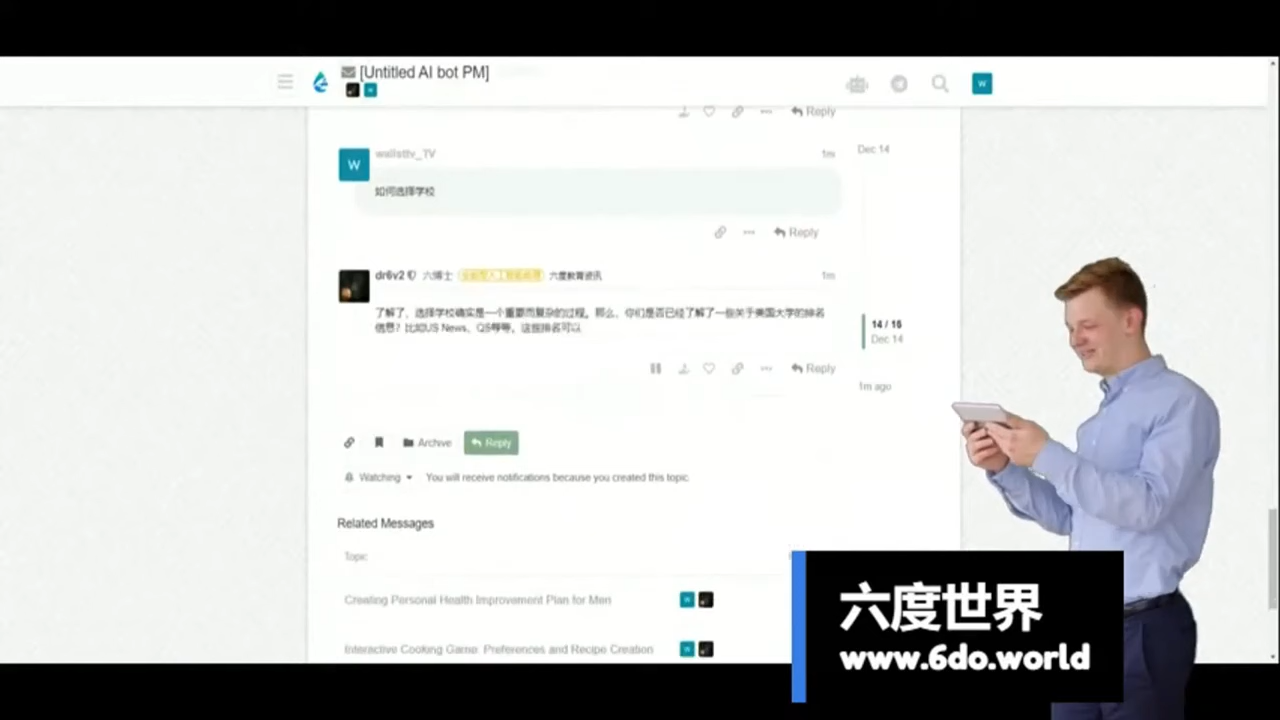 [Untitled AI bot PM]
Reply
wallsttv_TV
1m
Dec 14
如何选择学校
Reply
dr6v2 六博士 六度教育资讯
1m
了解了，选择学校确实是一个重要而复杂的过程。那么，你们是否已经了解了一些关于美国大学的排名
信息？比如US News、QS等等。这些排名可以
14 / 16
Dec 14
Reply
1m ago
Archive
Reply
Watching
You will receive notifications because you created this topic.
Related Messages
Topic
Creating Personal Health Improvement Plan for Men
Interactive Cooking Game: Preferences and Recipe Creation
六度世界
www.6do.world